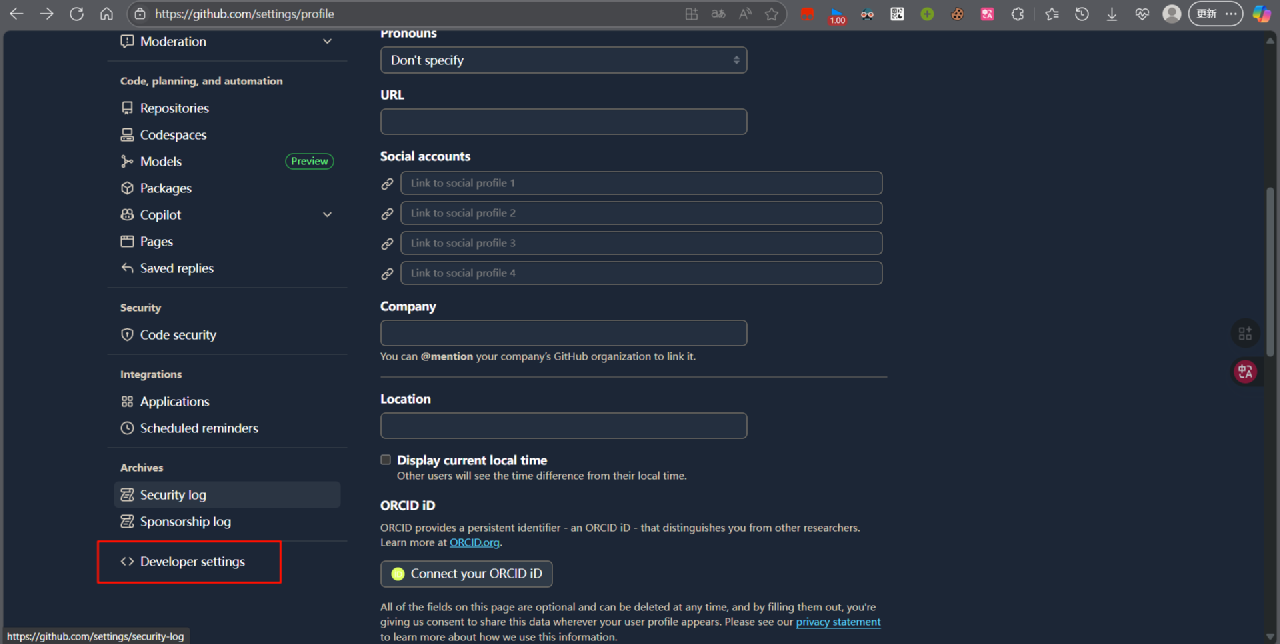 https://github.com/settings/profile
1.00
更新
Moderation
Code, planning, and automation
Repositories
Codespaces
Models
Preview
Packages
Copilot
Pages
Saved replies
Security
Code security
Integrations
Applications
Scheduled reminders
Archives
Security log
Sponsorship log
Developer settings
https://github.com/settings/security-log
Pronouns
Don't specify
URL
Social accounts
Link to social profile 1
Link to social profile 2
Link to social profile 3
Link to social profile 4
Company
You can @mention your company's GitHub organization to link it.
Location
Display current local time
Other users will see the time difference from their local time.
ORCID iD
ORCID provides a persistent identifier - an ORCID iD - that distinguishes you from other researchers.
Learn more at ORCID.org.
Connect your ORCID iD
All of the fields on this page are optional and can be deleted at any time, and by filling them out, you're
giving us consent to share this data wherever your user profile appears. Please see our privacy statement
to learn more about how we use this information.